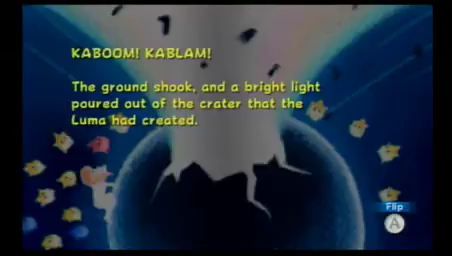 KABOOM! KABLAM!
The ground shook, and a bright light
poured out of the crater that the
Luma had created.
Flip
A